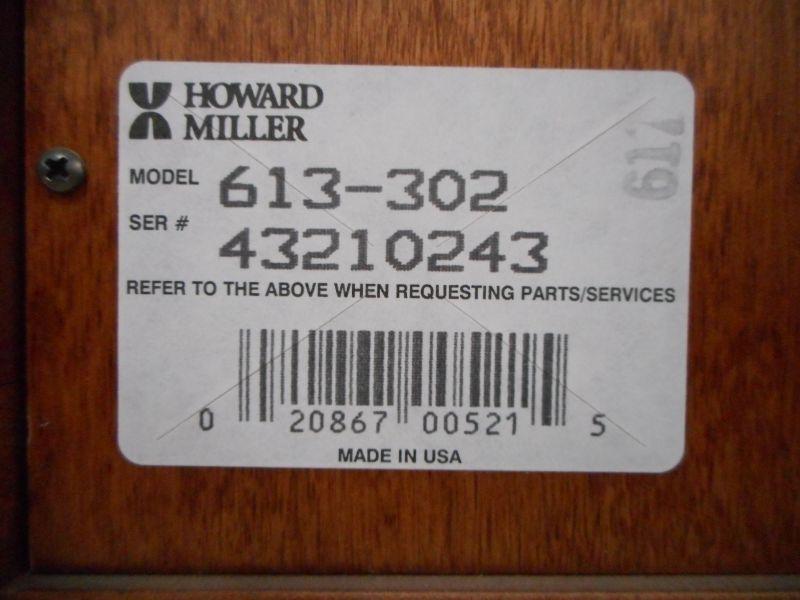 HOWARD
MILLER
MODEL 613-302
SER # 43210243
REFER TO THE ABOVE WHEN REQUESTING PARTS/SERVICES
0 20867 00521 5
MADE IN USA
617